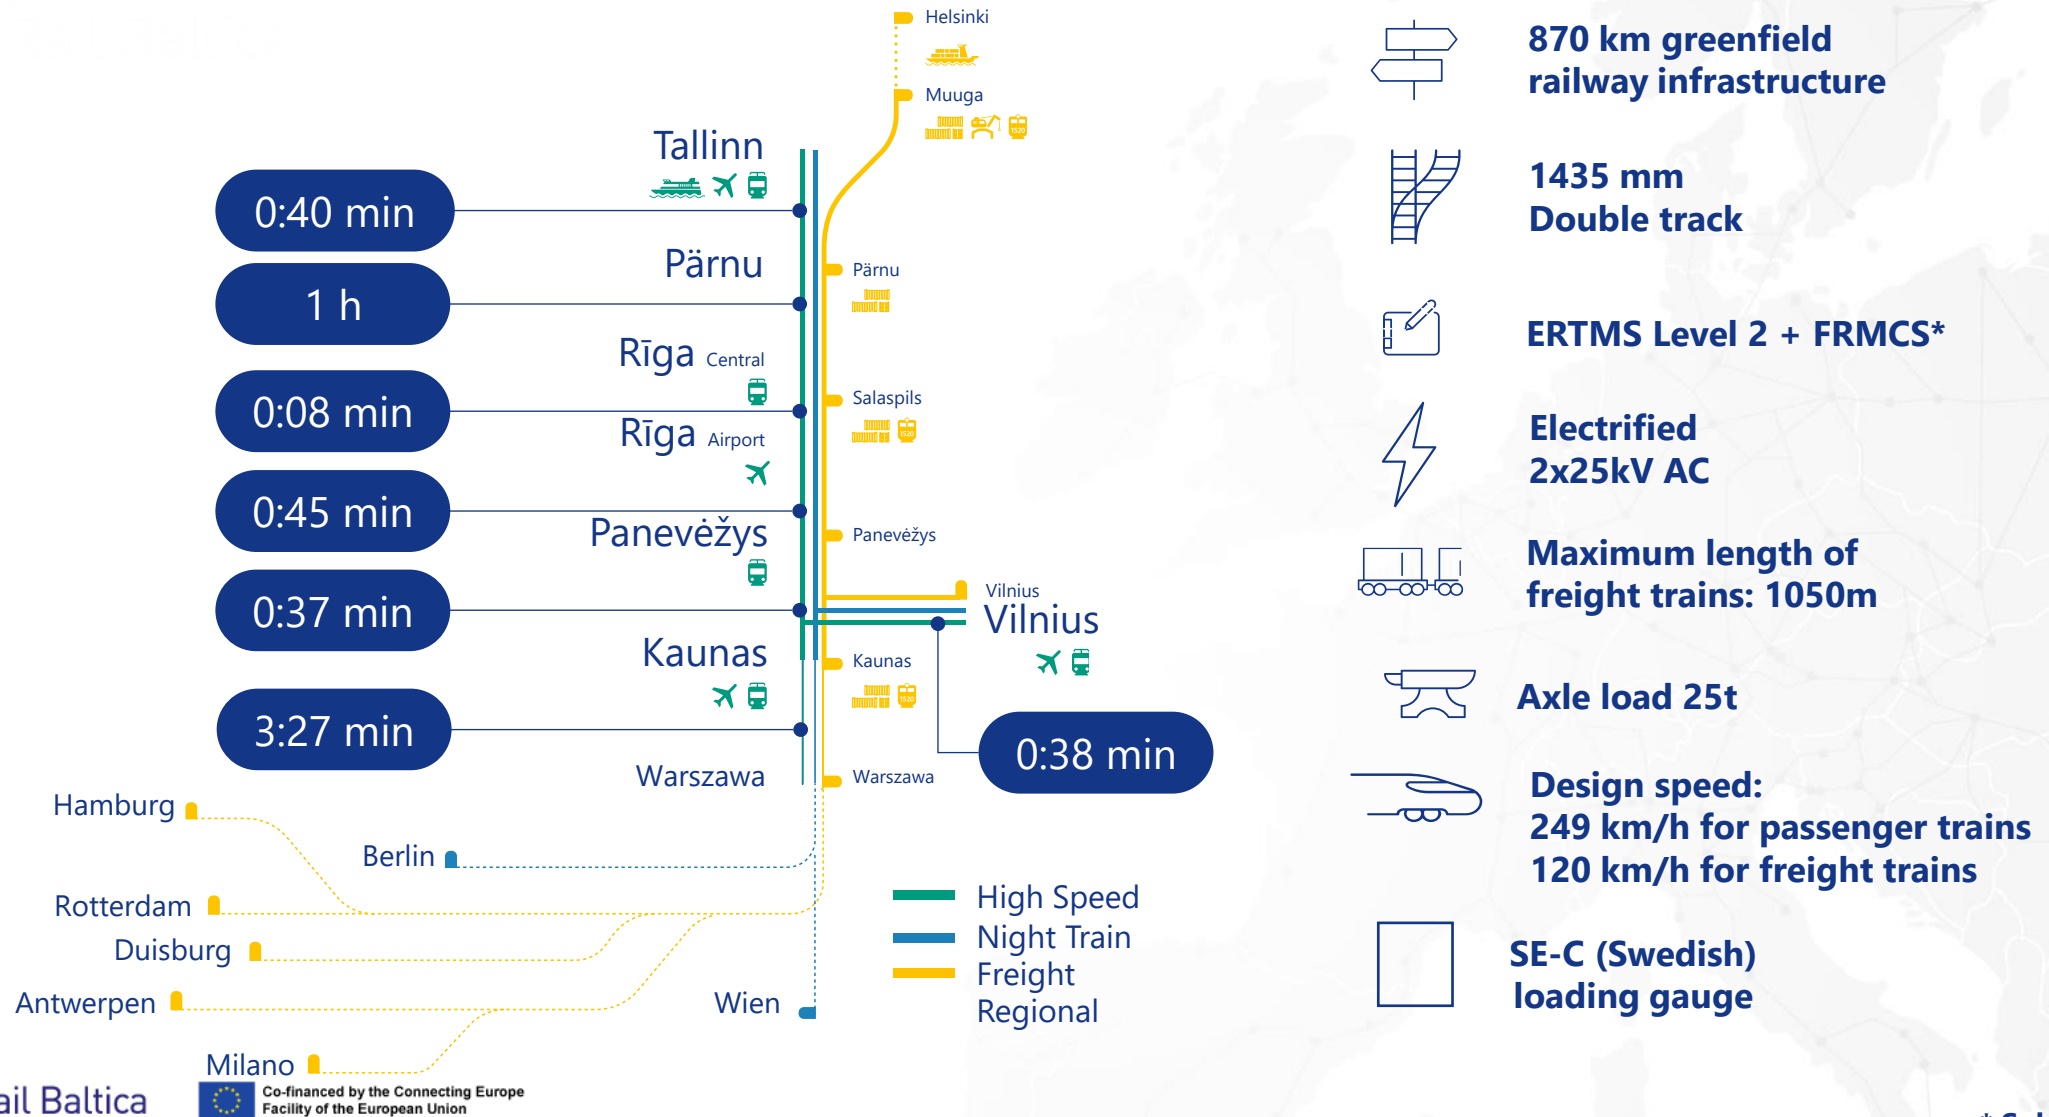 Helsinki
Muuga
1520
Tallinn
0:40 min
Pärnu
Pärnu
1 h
Rīga Central
0:08 min
Salaspils
1520
Rīga Airport
0:45 min
Panevėžys
Panevėžys
0:37 min
Vilnius
Vilnius
Kaunas
Kaunas
1520
3:27 min
0:38 min
Warszawa
Warszawa
Hamburg
Berlin
Rotterdam
Duisburg
Antwerpen
Wien
Milano
High Speed
Night Train
Freight
Regional
870 km greenfield
railway infrastructure
1435 mm
Double track
ERTMS Level 2 + FRMCS*
Electrified
2x25kV AC
Maximum length of
freight trains: 1050m
Axle load 25t
Design speed:
249 km/h for passenger trains
120 km/h for freight trains
SE-C (Swedish)
loading gauge
ail Baltica
Co-financed by the Connecting Europe
Facility of the European Union